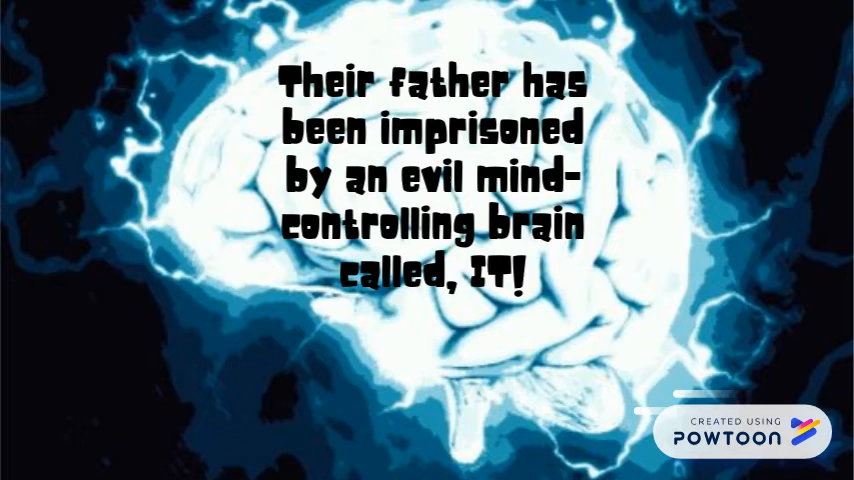 Their father has
been imprisoned
by an evil mind-
controlling brain
called, IT!
CREATED USING
POWTOON